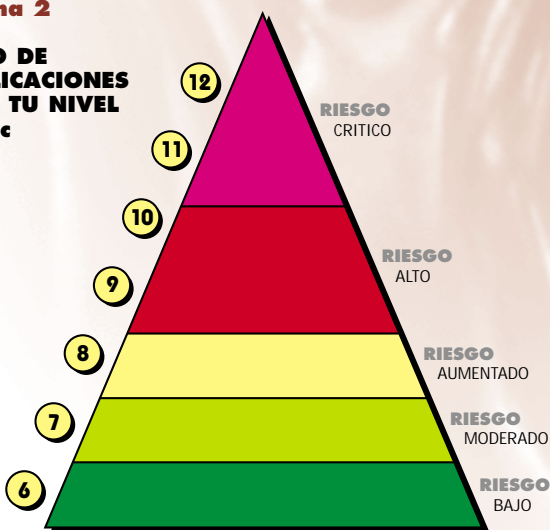 na 2
O DE
LICACIONES
TU NIVEL
c
12
11
10
9
8
7
6
RIESGO
CRITICO
RIESGO
ALTO
RIESGO
AUMENTADO
RIESGO
MODERADO
RIESGO
BAJO